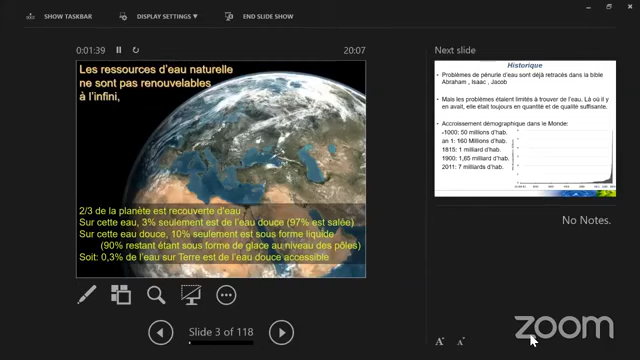 SHOW TASKBAR
DISPLAY SETTINGS ▼
END SLIDE SHOW
0:01:39
20:07
Les ressources d'eau naturelle
ne sont pas renouvelables
à l'infini,
2/3 de la planète est recouverte d'eau
Sur cette eau, 3% seulement est de l'eau douce (97% est salée)
Sur cette eau douce, 10% seulement est sous forme liquide
(90% restant étant sous forme de glace au niveau des pôles)
Soit: 0,3% de l'eau sur Terre est de l'eau douce accessible
Slide 3 of 118
Next slide
Historique
Problèmes de pénurie d'eau sont déjà retracés dans la bible
Abraham , Isaac , Jacob
Mais les problèmes étaient limités à trouver de l'eau. Là où il y
en avait, elle était toujours en quantité et de qualité suffisante.
Accroissement démographique dans le Monde:
-1000: 50 millions d'hab.
an 1: 160 Millions d'hab.
1815: 1 milliard d'hab.
1900: 1,65 milliard d'hab.
2011: 7 milliards d'hab.
No Notes.
A
A
zoom